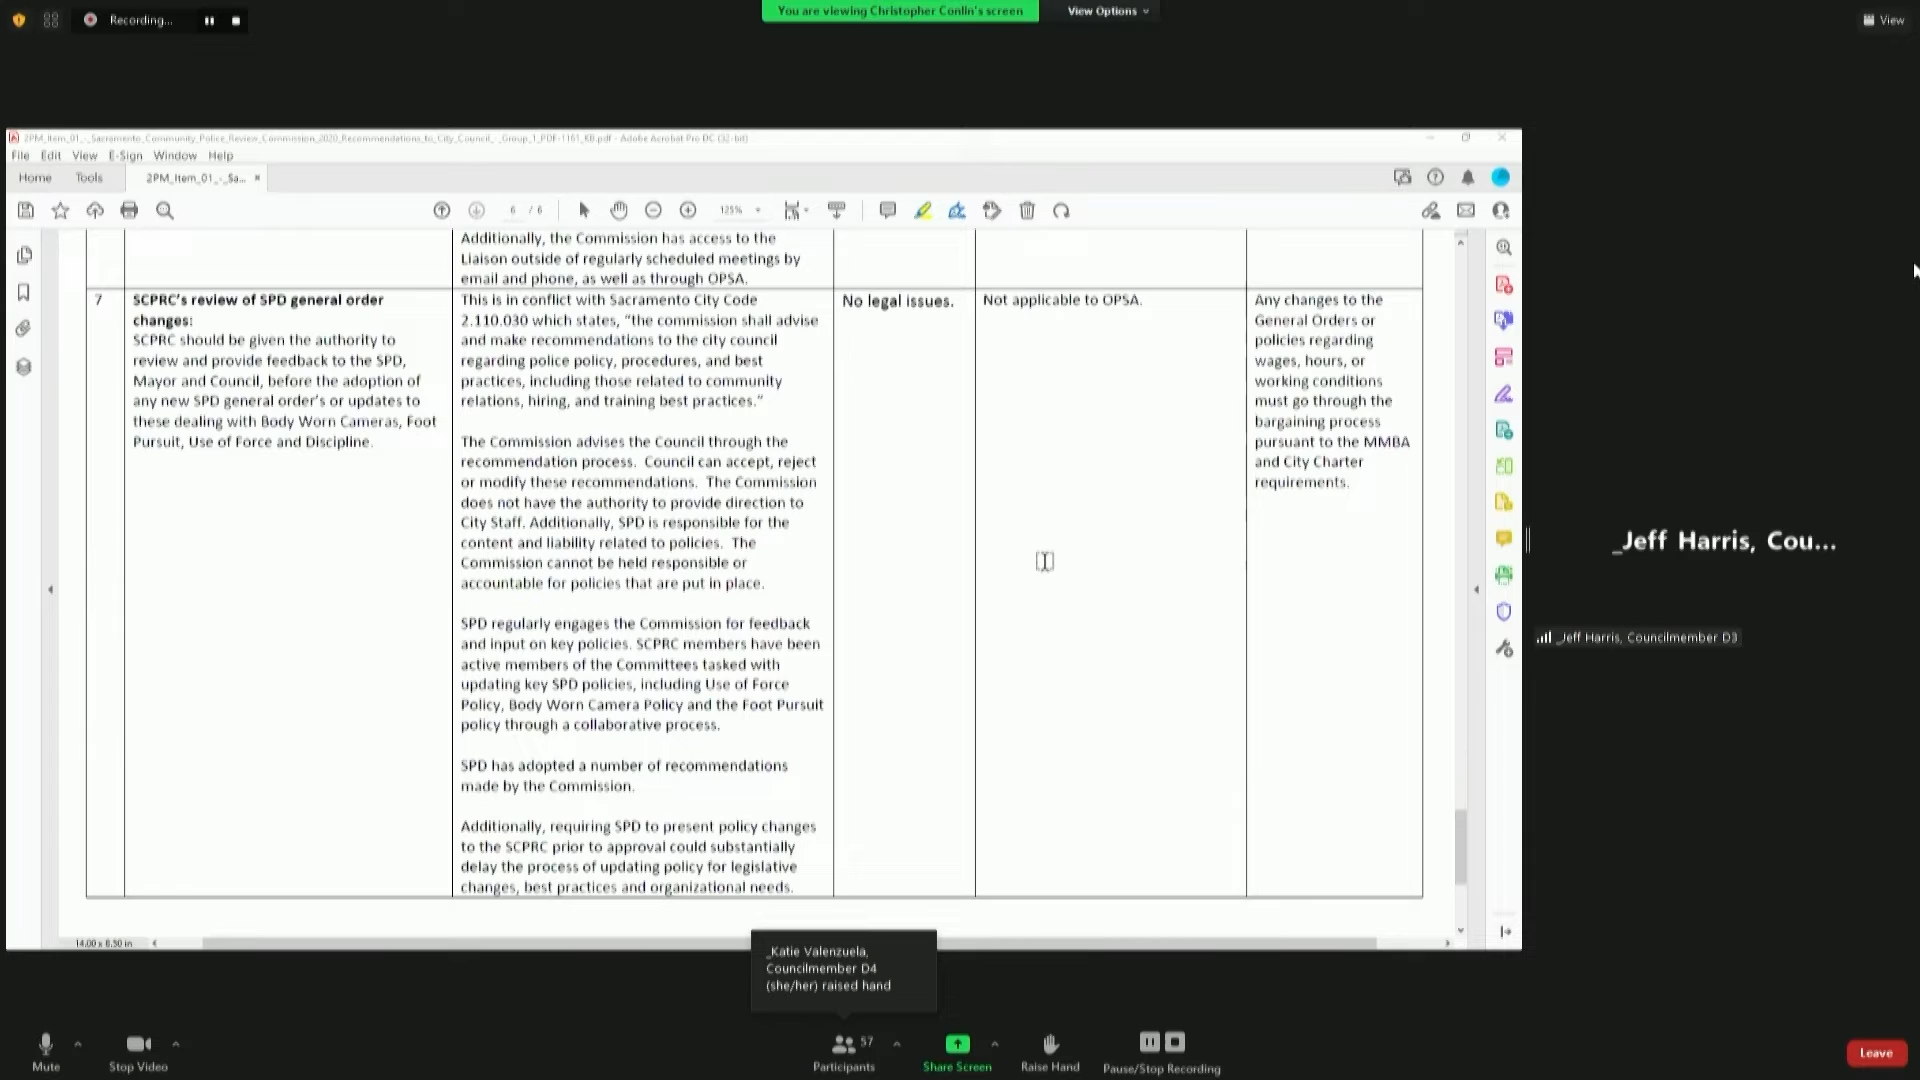 Recording...
You are viewing Christopher Conlin's screen
View Options
View
2PM_Item_01_-_Sacramento_Community_Police_Review_Commission_2020_Recommendations_to_City_Council_-_Group_1_PDF-1161_KB.pdf - Adobe Acrobat Pro DC (32-bit)
File Edit View E-Sign Window Help
Home Tools 2PM_Item_01_-_Sa... ×
6 / 6 125%
Additionally, the Commission has access to the
Liaison outside of regularly scheduled meetings by
email and phone, as well as through OPSA.
7
SCPRC's review of SPD general order
changes:
SCPRC should be given the authority to
review and provide feedback to the SPD,
Mayor and Council, before the adoption of
any new SPD general order's or updates to
these dealing with Body Worn Cameras, Foot
Pursuit, Use of Force and Discipline.
This is in conflict with Sacramento City Code
2.110.030 which states, "the commission shall advise
and make recommendations to the city council
regarding police policy, procedures, and best
practices, including those related to community
relations, hiring, and training best practices."
The Commission advises the Council through the
recommendation process. Council can accept, reject
or modify these recommendations. The Commission
does not have the authority to provide direction to
City Staff. Additionally, SPD is responsible for the
content and liability related to policies. The
Commission cannot be held responsible or
accountable for policies that are put in place.
SPD regularly engages the Commission for feedback
and input on key policies. SCPRC members have been
active members of the Committees tasked with
updating key SPD policies, including Use of Force
Policy, Body Worn Camera Policy and the Foot Pursuit
policy through a collaborative process.
SPD has adopted a number of recommendations
made by the Commission.
Additionally, requiring SPD to present policy changes
to the SCPRC prior to approval could substantially
delay the process of updating policy for legislative
changes, best practices and organizational needs.
No legal issues.
Not applicable to OPSA.
Any changes to the
General Orders or
policies regarding
wages, hours, or
working conditions
must go through the
bargaining process
pursuant to the MMBA
and City Charter
requirements.
14.00 x 8.50 in
_Jeff Harris, Cou...
_Jeff Harris, Councilmember D3
_Katie Valenzuela,
Councilmember D4
(she/her) raised hand
Mute
Stop Video
57
Participants
Share Screen
Raise Hand
Pause/Stop Recording
Leave